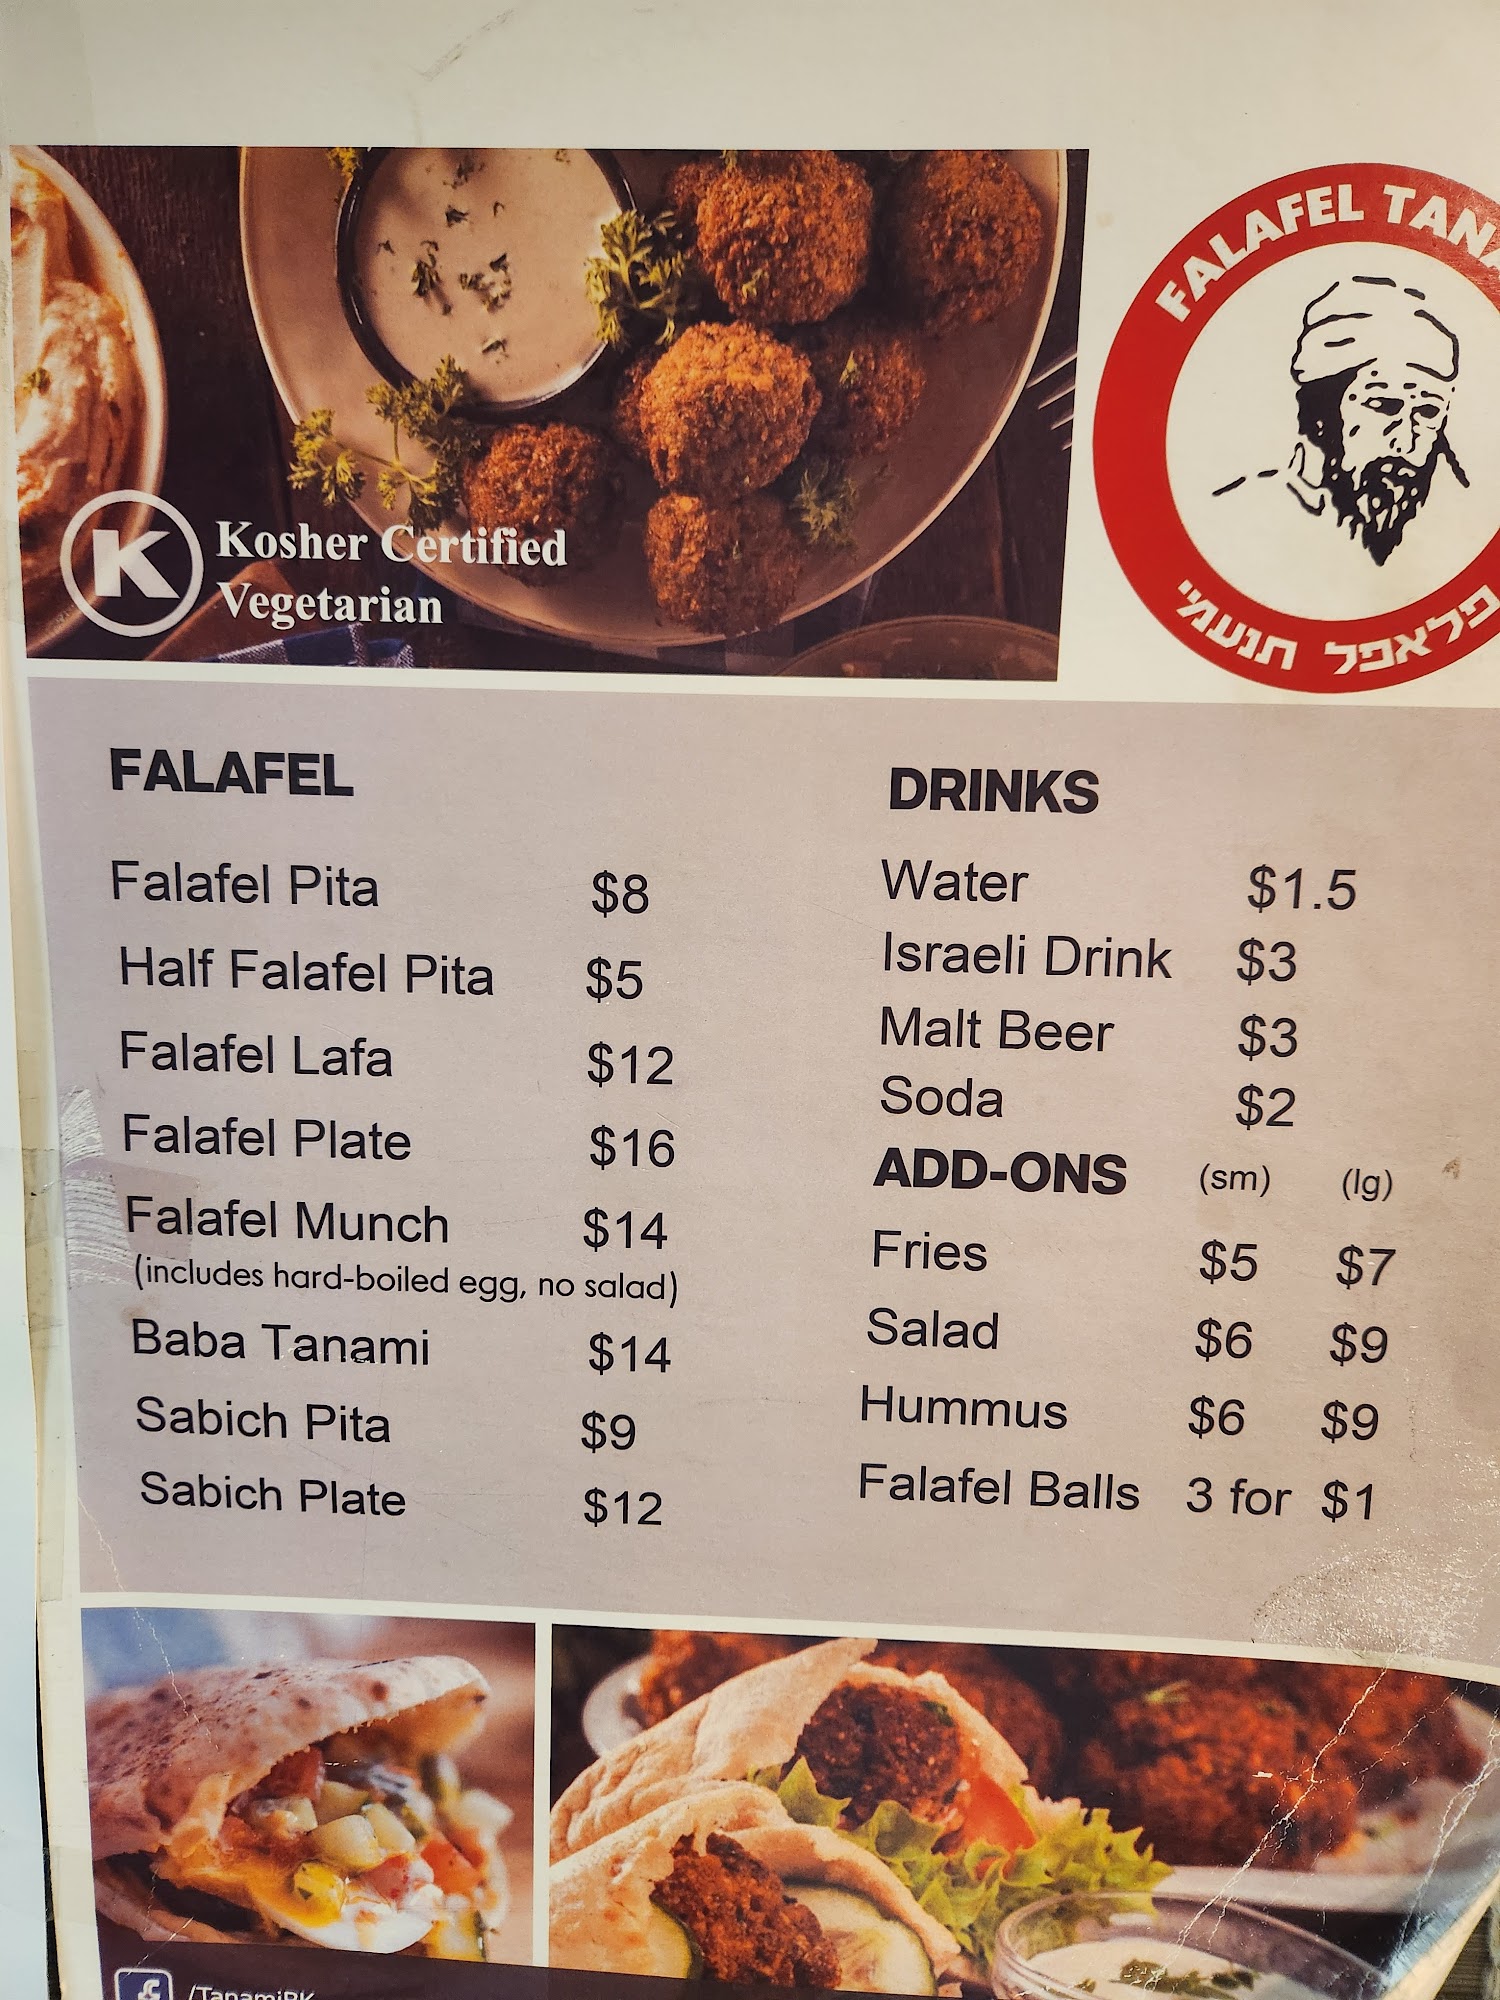 FALAFEL
פלאפל תנעמי
Kosher Certified
Vegetarian
FALAFEL
Falafel Pita $8
Half Falafel Pita $5
Falafel Lafa $12
Falafel Plate $16
Falafel Munch $14
(includes hard-boiled egg, no salad)
Baba Tanami $14
Sabich Pita $9
Sabich Plate $12
DRINKS
Water $1.5
Israeli Drink $3
Malt Beer $3
Soda $2
ADD-ONS (sm) (lg)
Fries $5 $7
Salad $6 $9
Hummus $6 $9
Falafel Balls 3 for $1